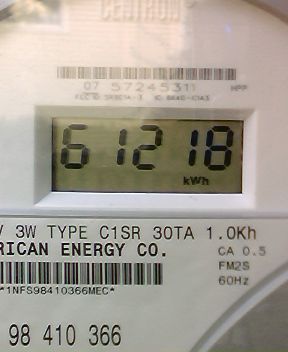 CENTRON
07 57245311
61218
kWh
V 3W TYPE C1SR 30TA 1.0Kh
RICAN ENERGY CO.
CA 0.5
FM2S
60Hz
*1NFS98410366MEC*
98 410 366